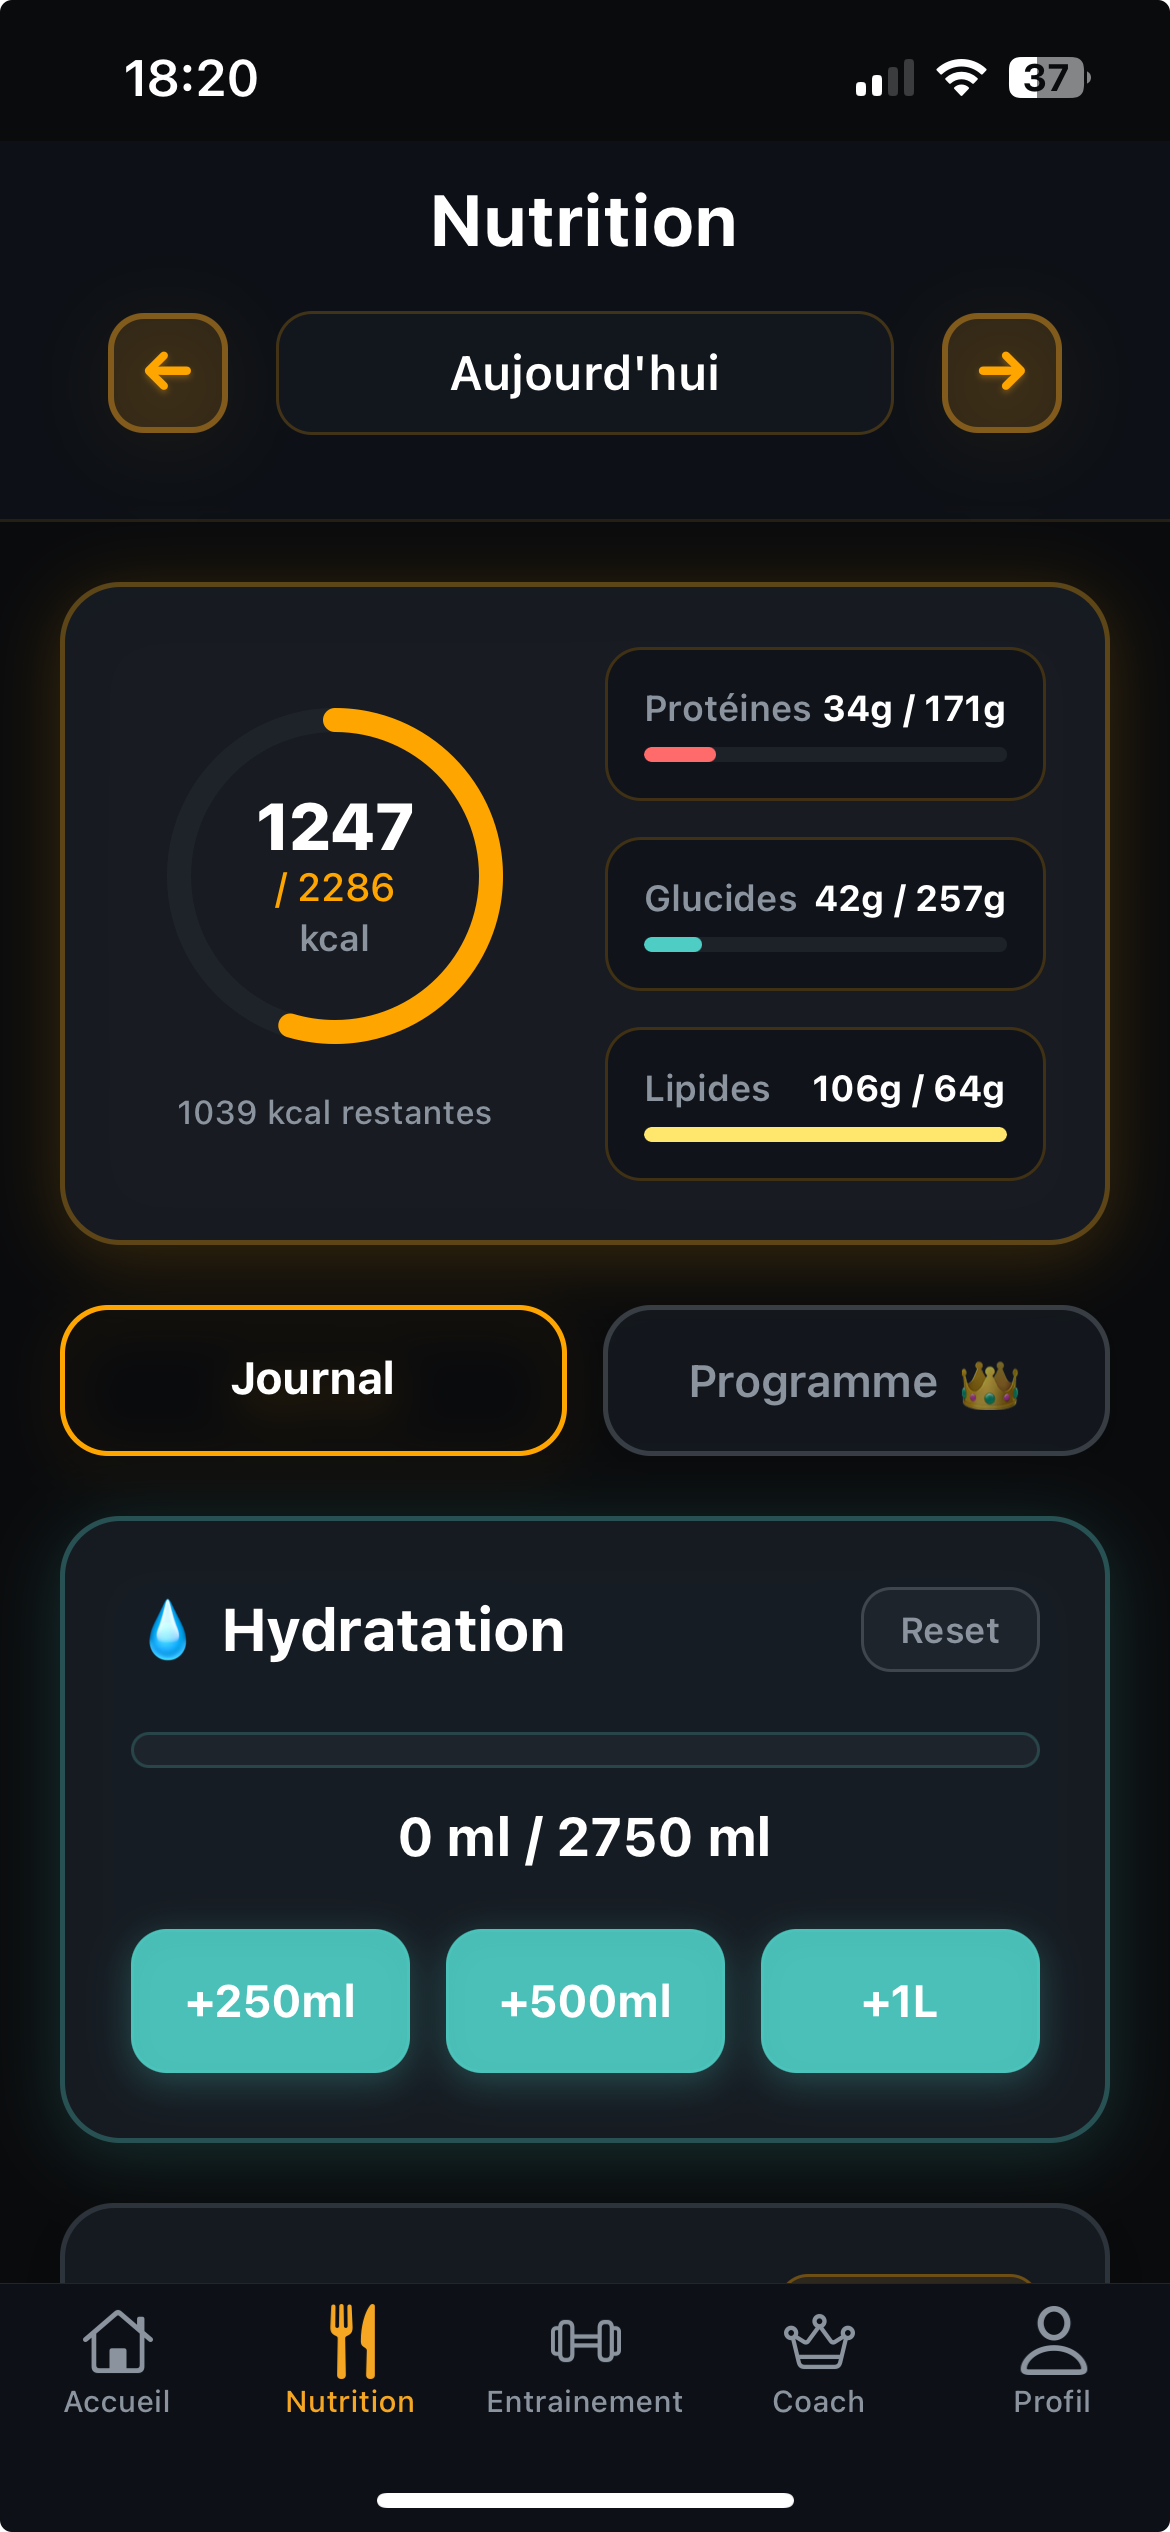 18:20
37
Nutrition
Aujourd'hui
1247
/ 2286
kcal
1039 kcal restantes
Protéines 34g / 171g
Glucides 42g / 257g
Lipides 106g / 64g
Journal
Programme
Hydratation
Reset
0 ml / 2750 ml
+250ml +500ml +1L
Accueil Nutrition Entrainement Coach Profil